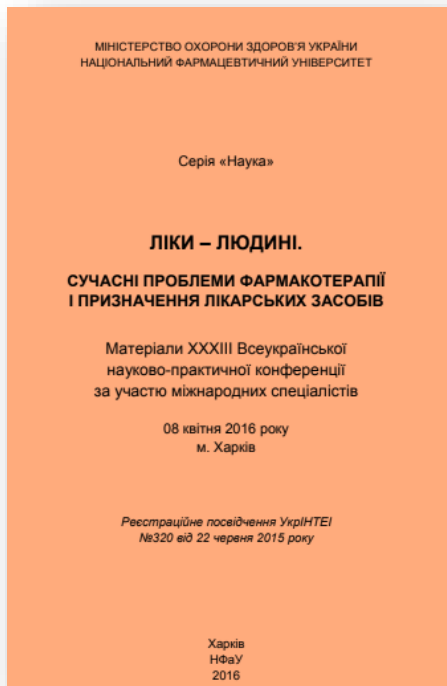 МІНІСТЕРСТВО ОХОРОНИ ЗДОРОВ'Я УКРАЇНИ
НАЦІОНАЛЬНИЙ ФАРМАЦЕВТИЧНИЙ УНІВЕРСИТЕТ
Серія «Наука»
ЛІКИ – ЛЮДИНІ.
СУЧАСНІ ПРОБЛЕМИ ФАРМАКОТЕРАПІЇ
І ПРИЗНАЧЕННЯ ЛІКАРСЬКИХ ЗАСОБІВ
Матеріали XXXIII Всеукраїнської
науково-практичної конференції
за участю міжнародних спеціалістів
08 квітня 2016 року
м. Харків
Реєстраційне посвідчення УкрІНТЕІ
№320 від 22 червня 2015 року
Харків
НФаУ
2016